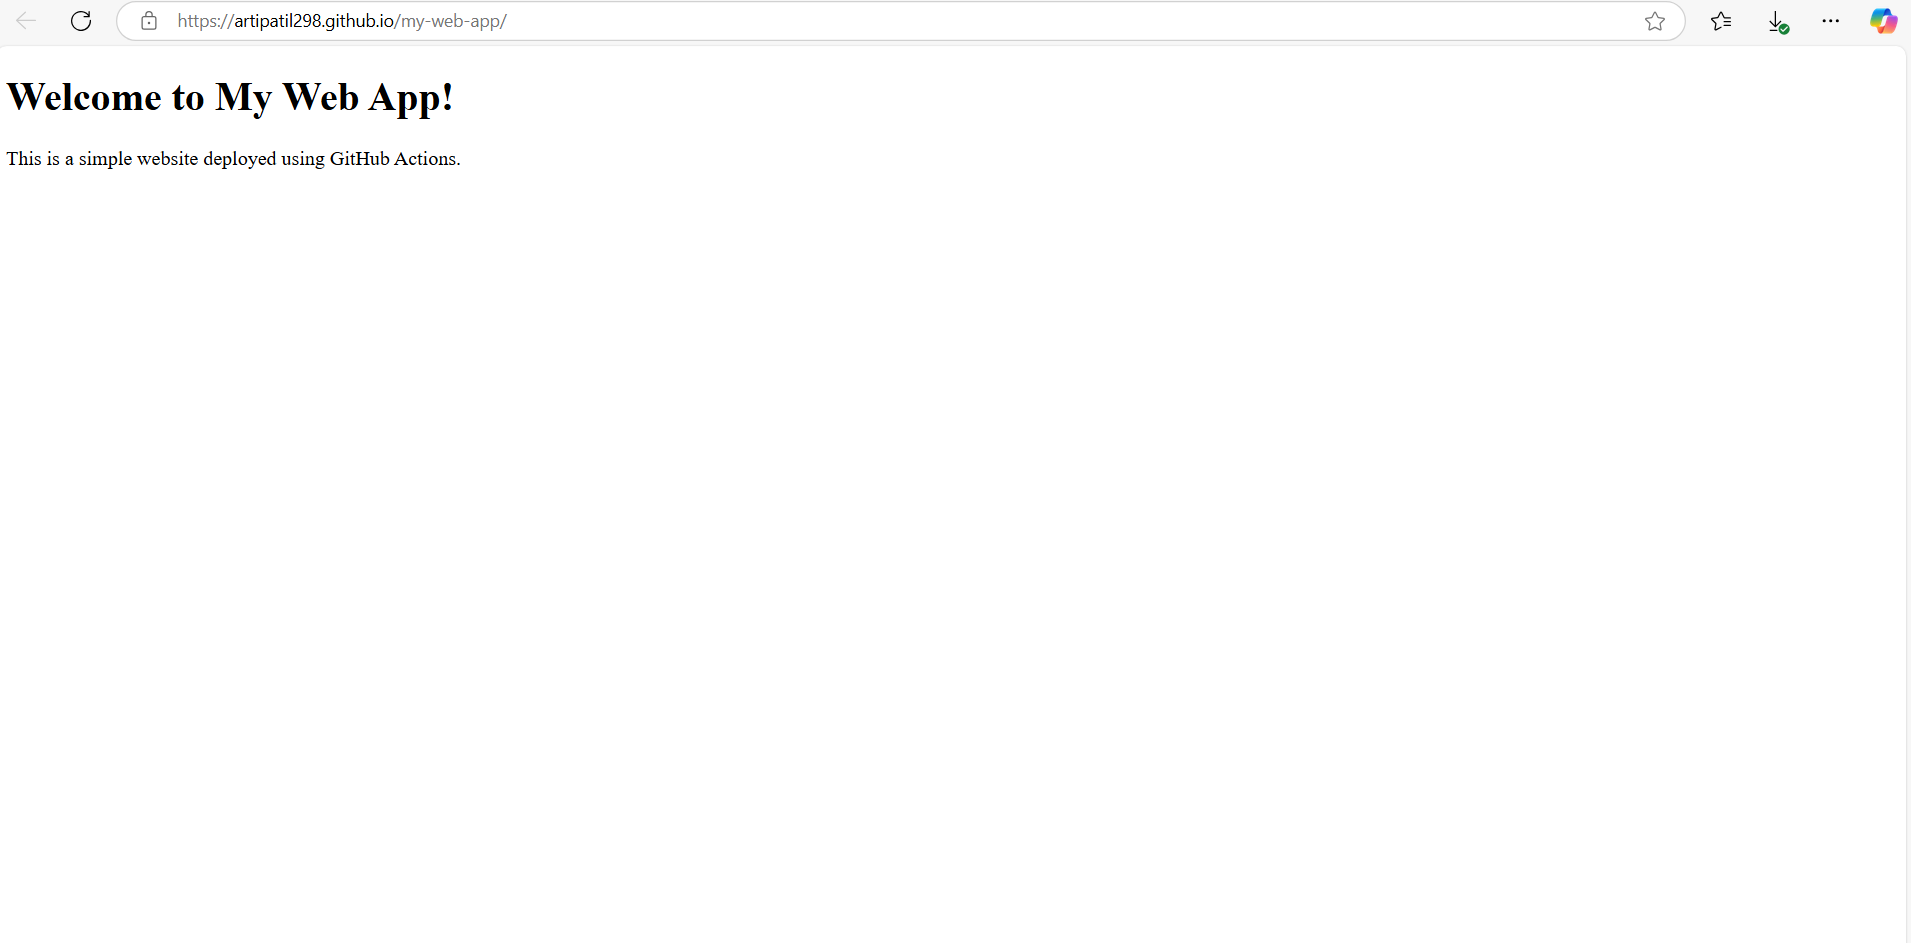 https://artipatil298.github.io/my-web-app/
Welcome to My Web App!
This is a simple website deployed using GitHub Actions.